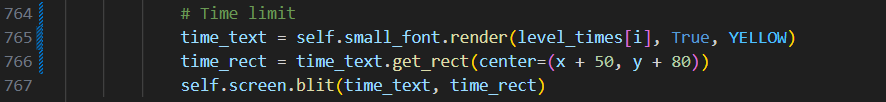 764 # Time limit
765 time_text = self.small_font.render(level_times[i], True, YELLOW)
766 time_rect = time_text.get_rect(center=(x + 50, y + 80))
767 self.screen.blit(time_text, time_rect)